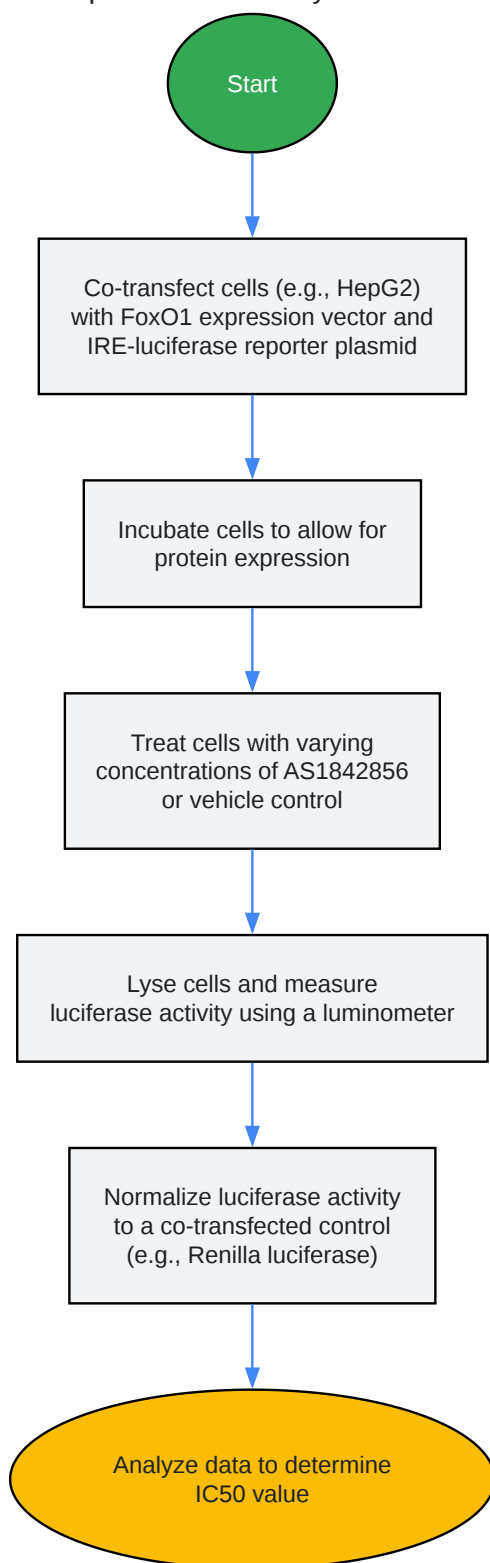 Start
Co-transfect cells (e.g., HepG2)
with FoxO1 expression vector and
IRE-luciferase reporter plasmid
Incubate cells to allow for
protein expression
Treat cells with varying
concentrations of AS1842856
or vehicle control
Lyse cells and measure
luciferase activity using a luminometer
Normalize luciferase activity
to a co-transfected control
(e.g., Renilla luciferase)
Analyze data to determine
IC50 value